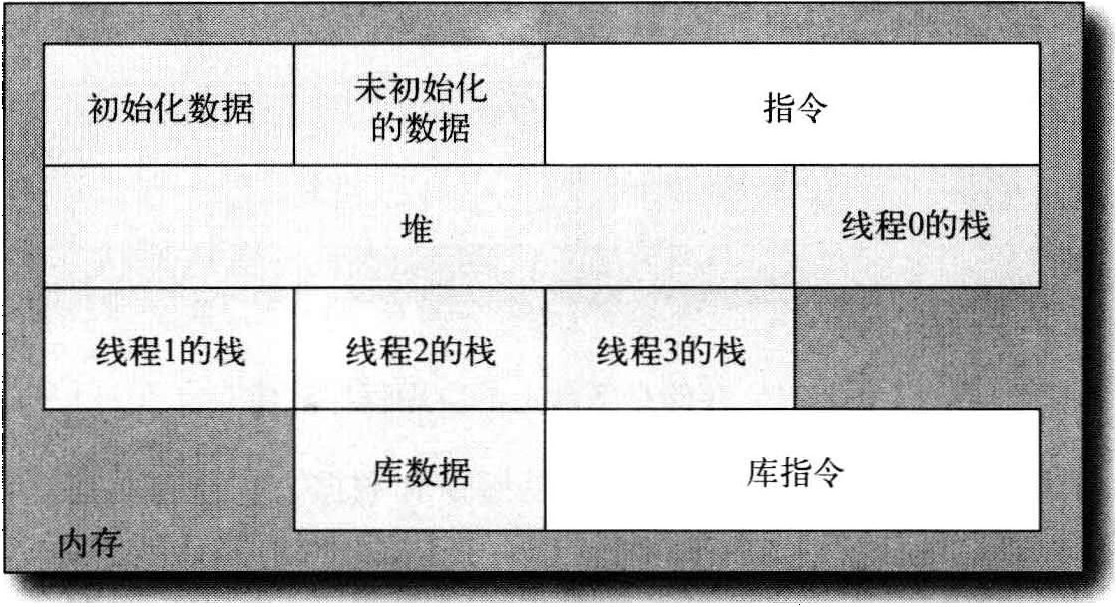 初始化数据
未初始化
的数据
指令
堆
线程0的栈
线程1的栈
线程2的栈
线程3的栈
库数据
库指令
内存